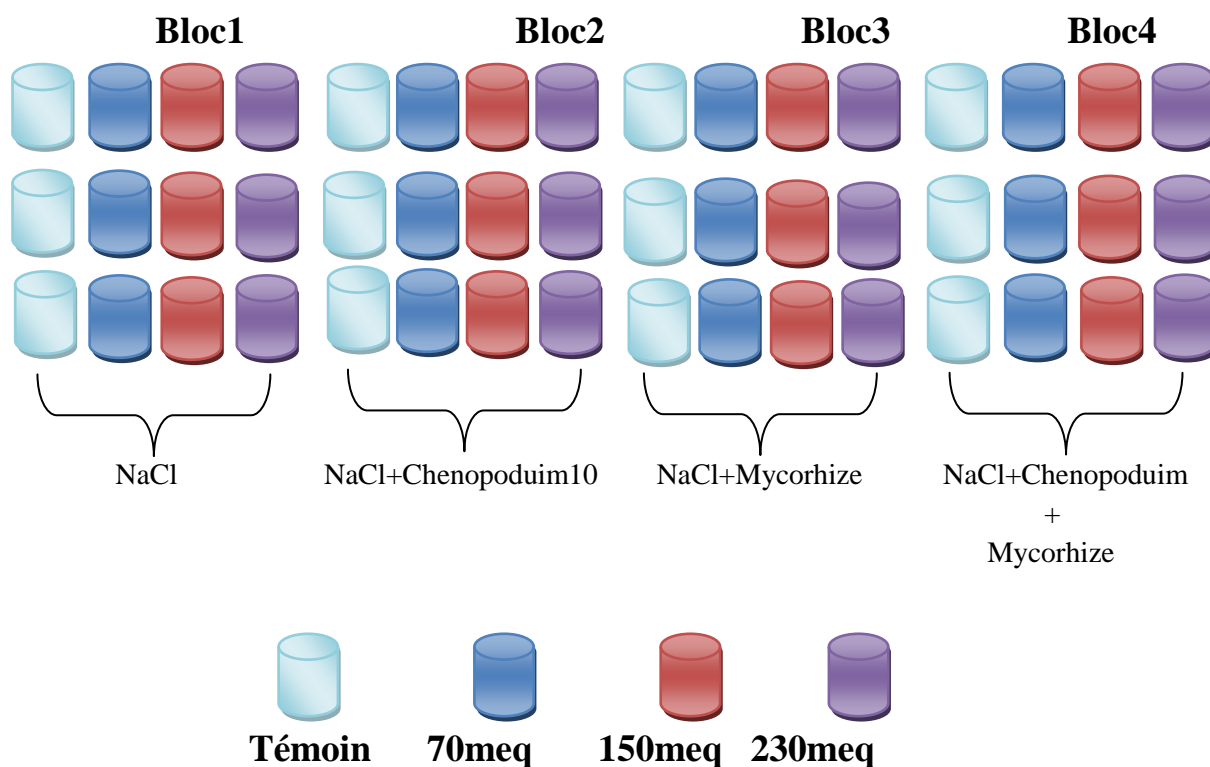 Bloc1 Bloc2 Bloc3 Bloc4
NaCl NaCl+Chenopoduim10 NaCl+Mycorhize NaCl+Chenopoduim
+
Mycorhize
Témoin 70meq 150meq 230meq